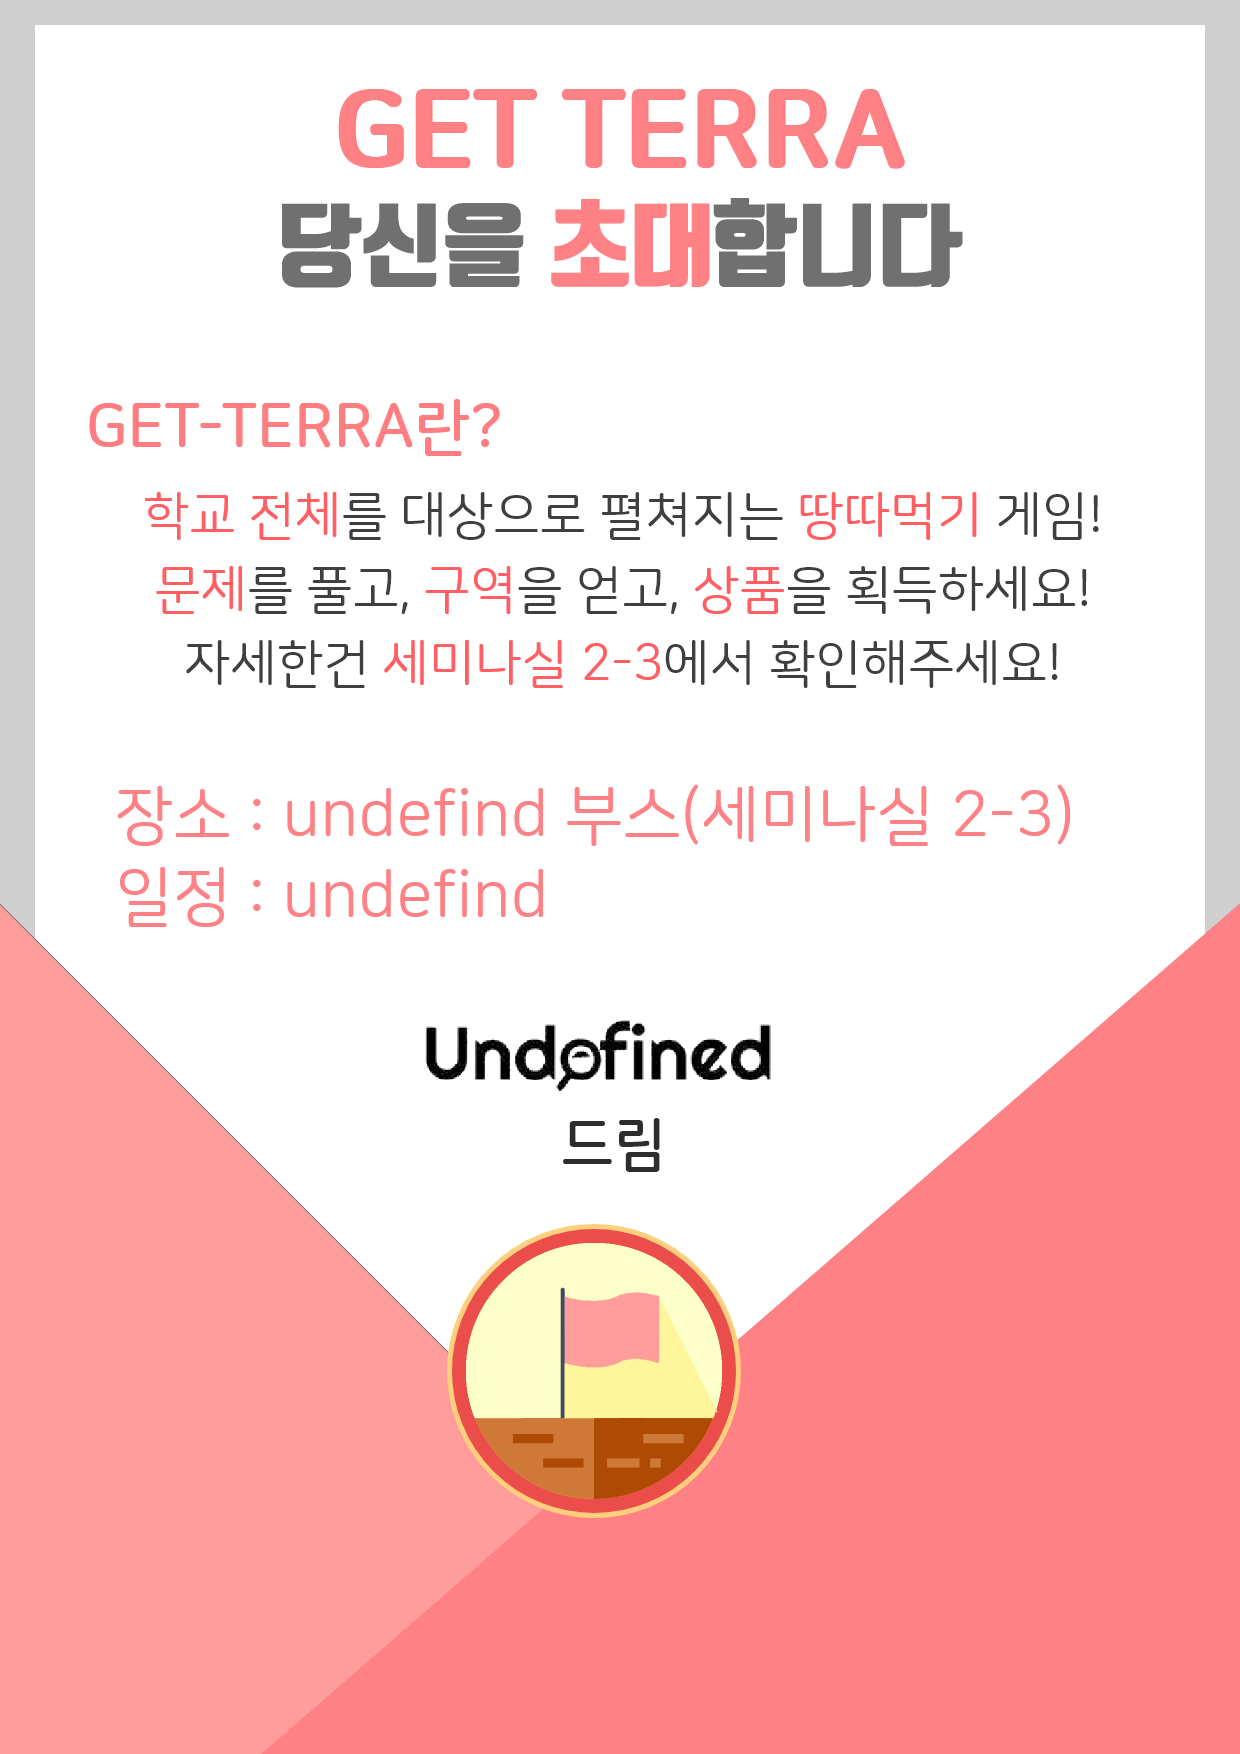 GET TERRA
당신을 초대합니다
GET-TERRA란?
학교 전체를 대상으로 펼쳐지는 땅따먹기 게임!
문제를 풀고, 구역을 얻고, 상품을 획득하세요!
자세한건 세미나실 2-3에서 확인해주세요!
장소 : undefind 부스(세미나실 2-3)
일정 : undefind
Undefined
드림